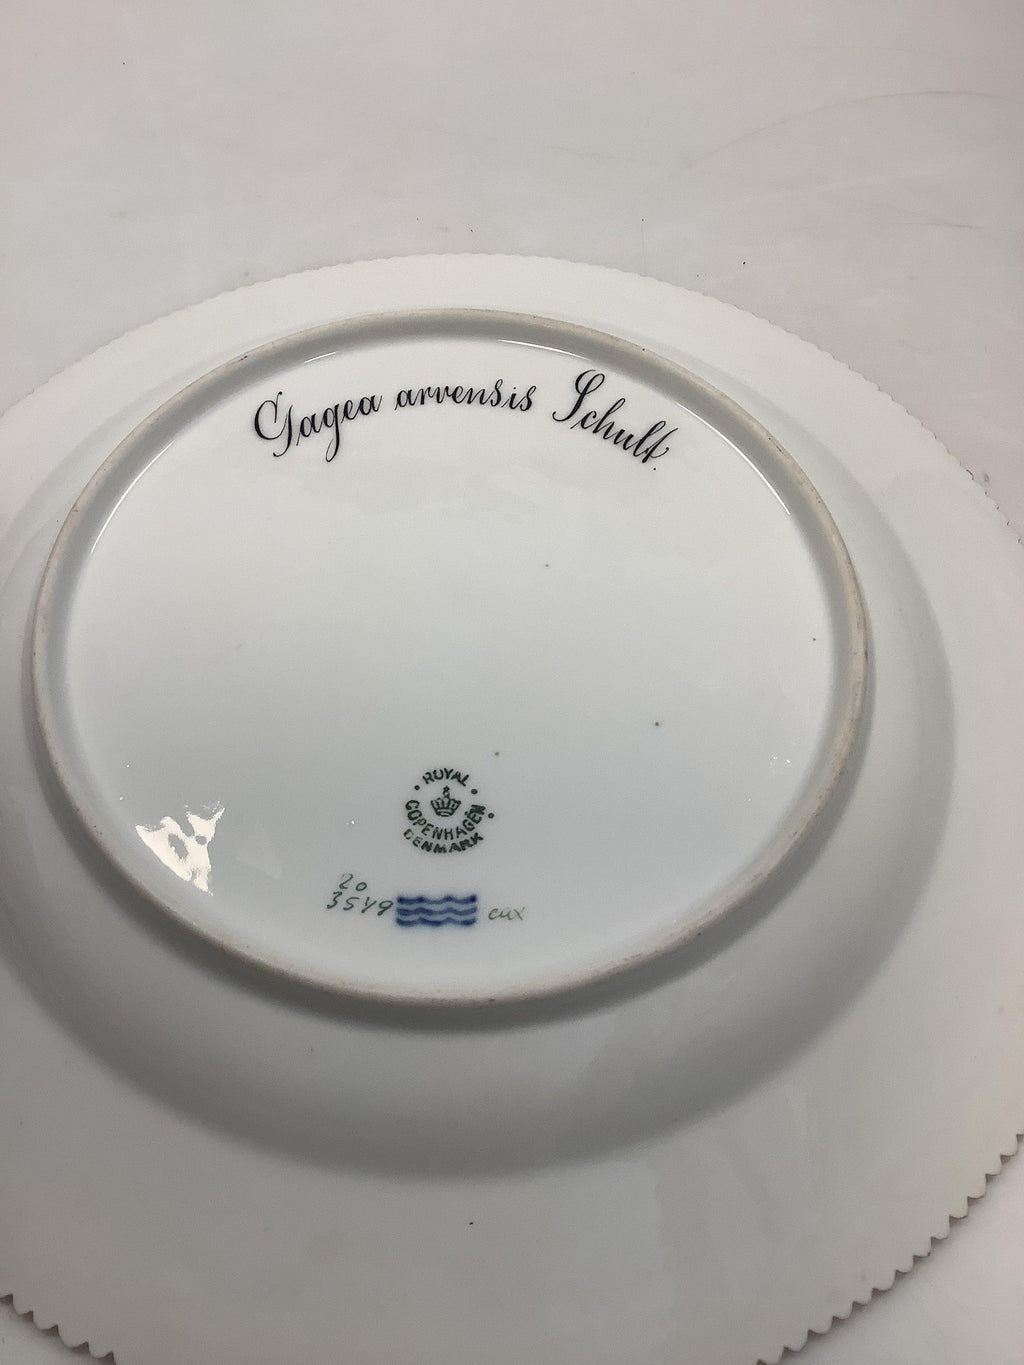 Gagea arvensis Schult.
ROYAL
COPENHAGEN
DENMARK
20
3549